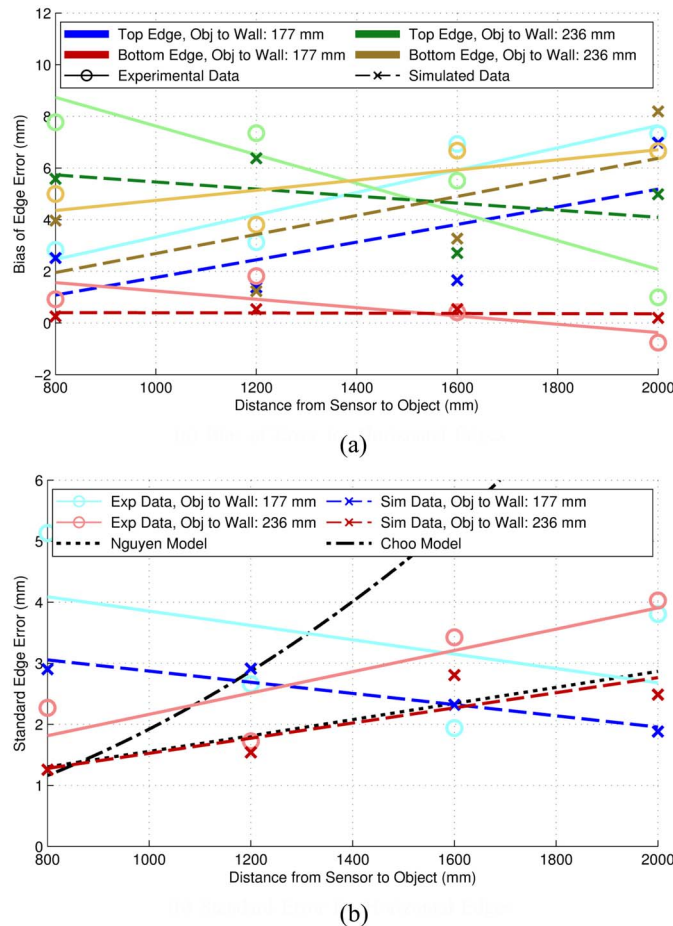 Top Edge, Obj to Wall: 177 mm
Top Edge, Obj to Wall: 236 mm
Bottom Edge, Obj to Wall: 177 mm
Bottom Edge, Obj to Wall: 236 mm
Experimental Data
Simulated Data
12
10
8
6
4
2
0
−2
Bias of Edge Error (mm)
800 1000 1200 1400 1600 1800 2000
Distance from Sensor to Object (mm)
(a)
Exp Data, Obj to Wall: 177 mm
Sim Data, Obj to Wall: 177 mm
Exp Data, Obj to Wall: 236 mm
Sim Data, Obj to Wall: 236 mm
Nguyen Model
Choo Model
6
5
4
3
2
1
0
Standard Edge Error (mm)
800 1000 1200 1400 1600 1800 2000
Distance from Sensor to Object (mm)
(b)